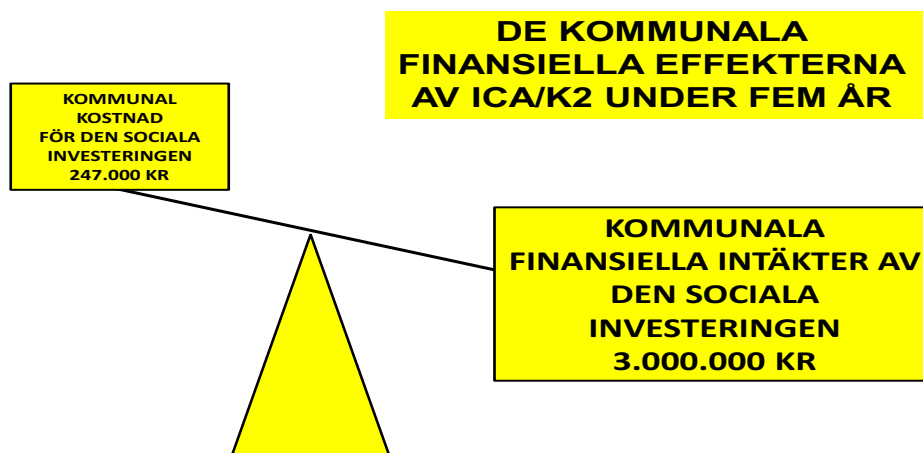 DE KOMMUNALA
FINANSIELLA EFFEKTERNA
AV ICA/K2 UNDER FEM ÅR
KOMMUNAL
KOSTNAD
FÖR DEN SOCIALA
INVESTERINGEN
247.000 KR
KOMMUNALA
FINANSIELLA INTÄKTER AV
DEN SOCIALA
INVESTERINGEN
3.000.000 KR